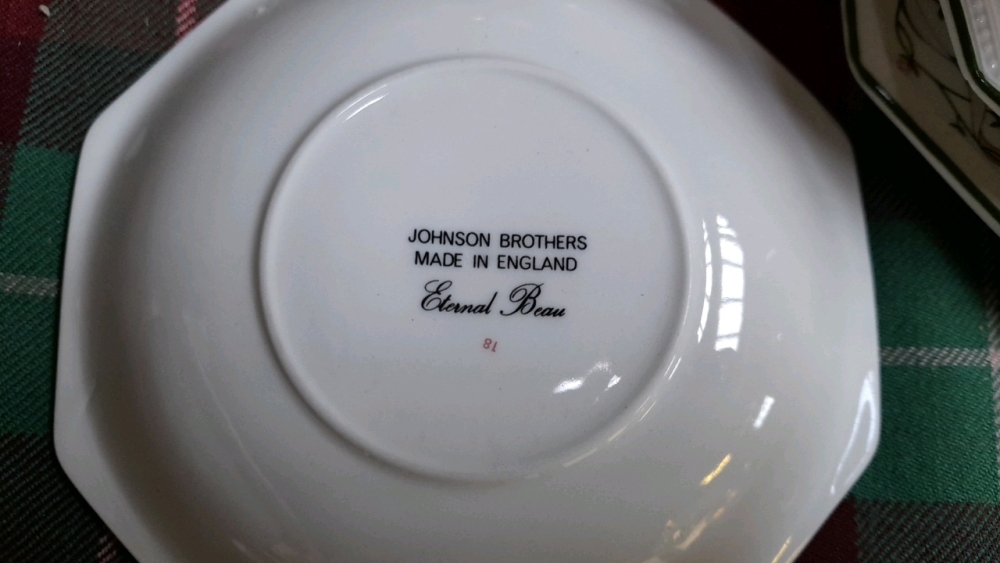 JOHNSON BROTHERS
MADE IN ENGLAND
Eternal Beau
18